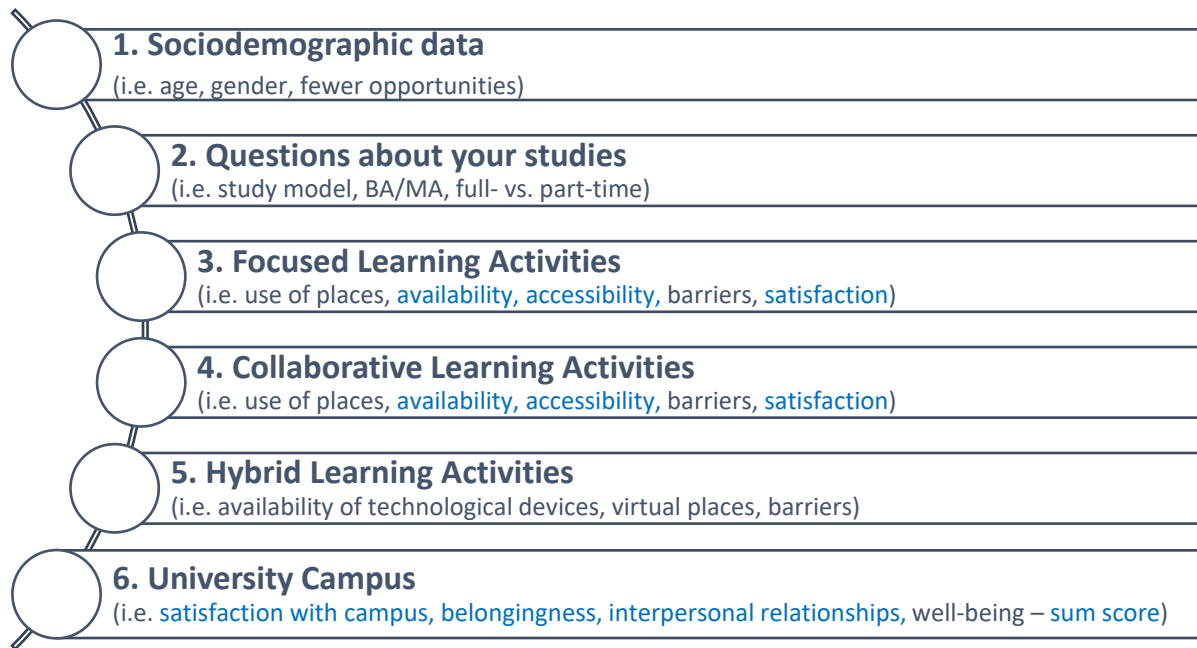 1. Sociodemographic data
(i.e. age, gender, fewer opportunities)
2. Questions about your studies
(i.e. study model, BA/MA, full- vs. part-time)
3. Focused Learning Activities
(i.e. use of places, availability, accessibility, barriers, satisfaction)
4. Collaborative Learning Activities
(i.e. use of places, availability, accessibility, barriers, satisfaction)
5. Hybrid Learning Activities
(i.e. availability of technological devices, virtual places, barriers)
6. University Campus
(i.e. satisfaction with campus, belongingness, interpersonal relationships, well-being – sum score)